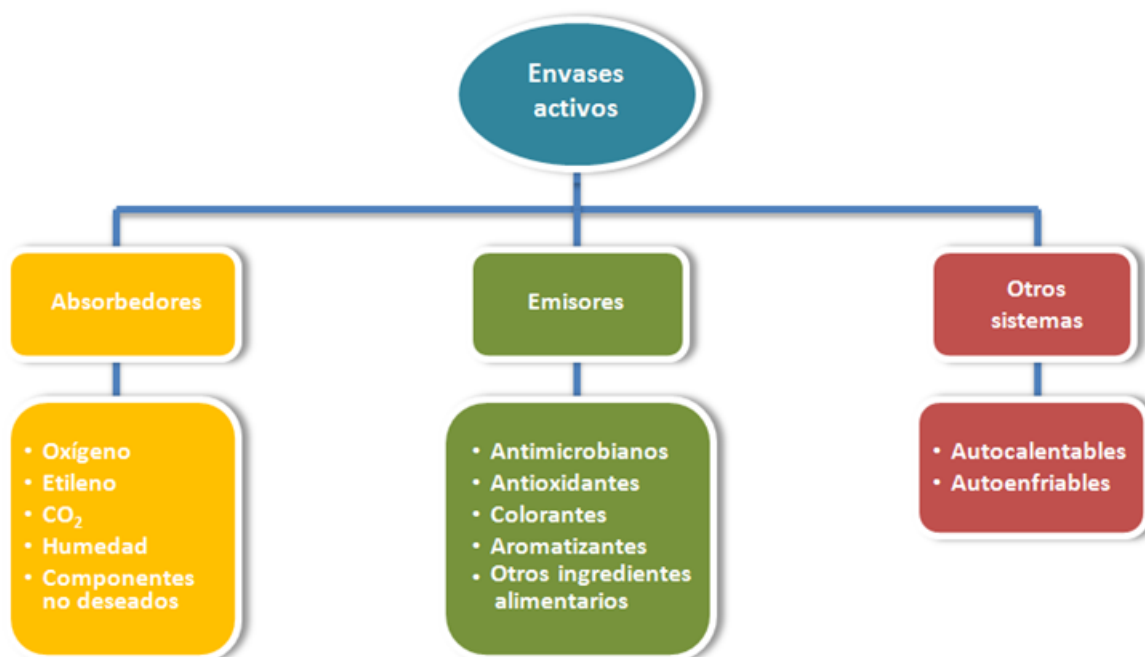 Envases
activos
Absorbedores
Emisores
Otros
sistemas
• Oxígeno
• Etileno
• CO₂
• Humedad
• Componentes
no deseados
• Antimicrobianos
• Antioxidantes
• Colorantes
• Aromatizantes
• Otros ingredientes
alimentarios
• Autocalentables
• Autoenfriables